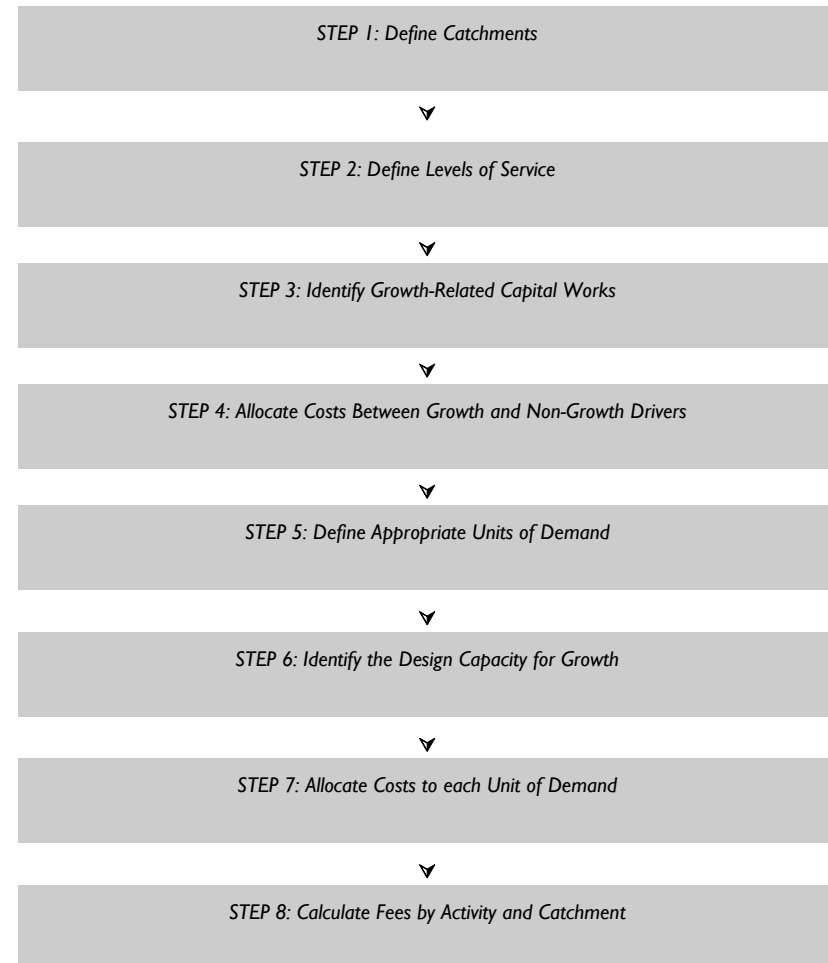 STEP 1: Define Catchments
STEP 2: Define Levels of Service
STEP 3: Identify Growth-Related Capital Works
STEP 4: Allocate Costs Between Growth and Non-Growth Drivers
STEP 5: Define Appropriate Units of Demand
STEP 6: Identify the Design Capacity for Growth
STEP 7: Allocate Costs to each Unit of Demand
STEP 8: Calculate Fees by Activity and Catchment